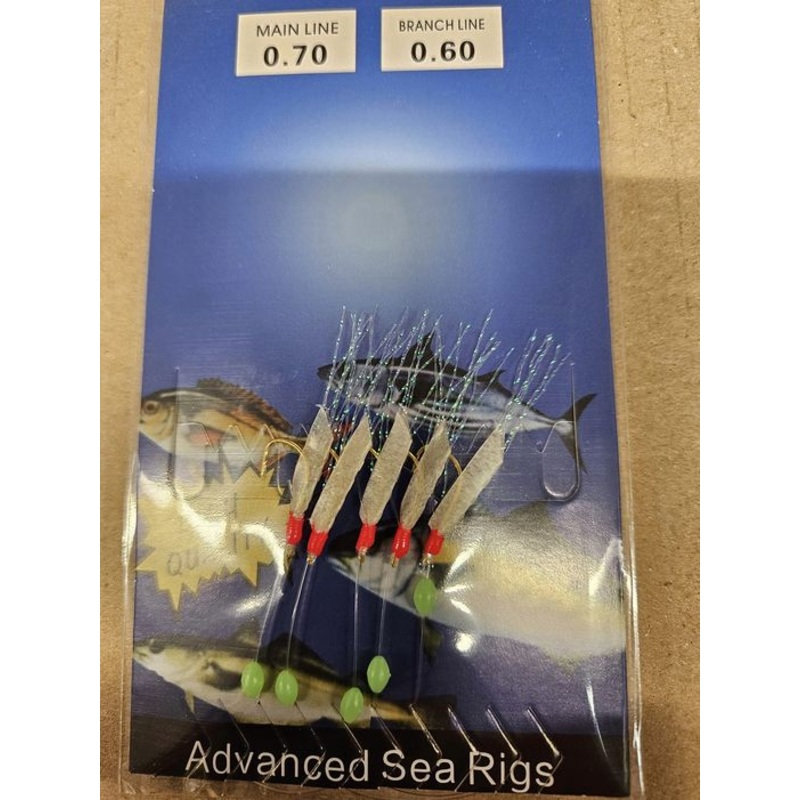 MAIN LINE
0.70
BRANCH LINE
0.60
Advanced Sea Rigs